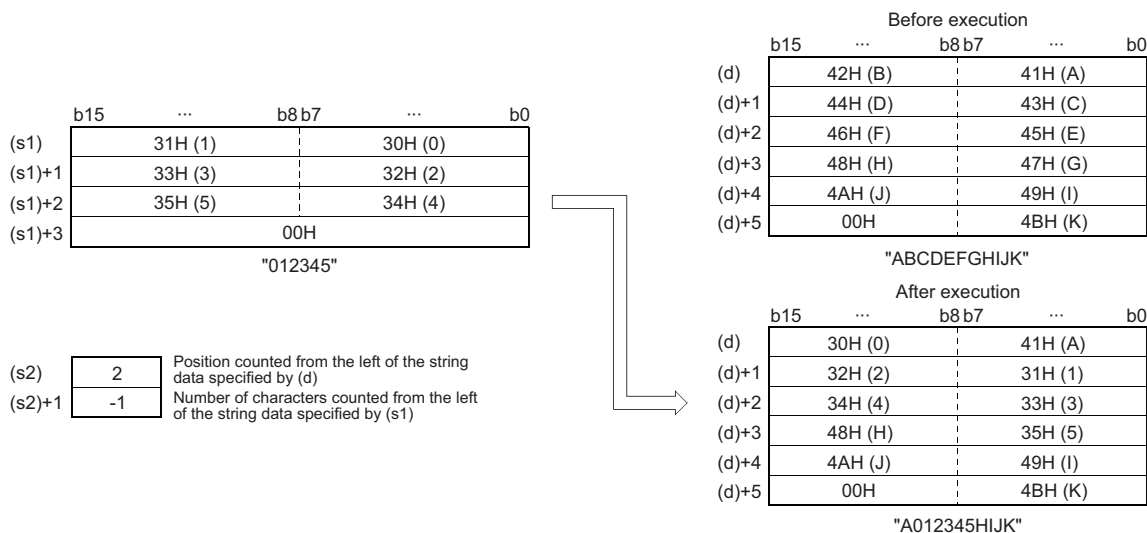 b15 ... b8 b7 ... b0
(s1) 31H (1) 30H (0)
(s1)+1 33H (3) 32H (2)
(s1)+2 35H (5) 34H (4)
(s1)+3 00H
"012345"
(s2) 2 Position counted from the left of the string
data specified by (d)
(s2)+1 -1 Number of characters counted from the left
of the string data specified by (s1)
Before execution
b15 ... b8 b7 ... b0
(d) 42H (B) 41H (A)
(d)+1 44H (D) 43H (C)
(d)+2 46H (F) 45H (E)
(d)+3 48H (H) 47H (G)
(d)+4 4AH (J) 49H (I)
(d)+5 00H 4BH (K)
"ABCDEFGHIJK"
After execution
b15 ... b8 b7 ... b0
(d) 30H (0) 41H (A)
(d)+1 32H (2) 31H (1)
(d)+2 34H (4) 33H (3)
(d)+3 48H (H) 35H (5)
(d)+4 4AH (J) 49H (I)
(d)+5 00H 4BH (K)
"A012345HIJK"